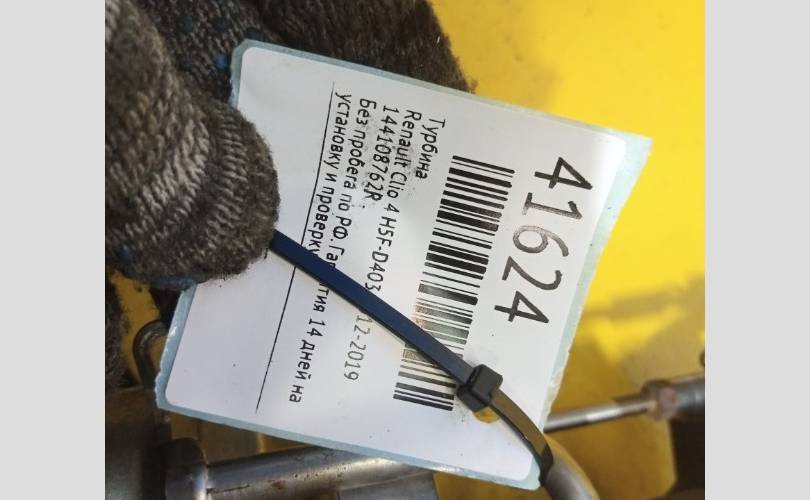 41624
Турбина
Renault Clio 4 H5F-D403 12-2019
144108762R
Без пробега по РФ. Гарантия 14 дней на
установку и проверку